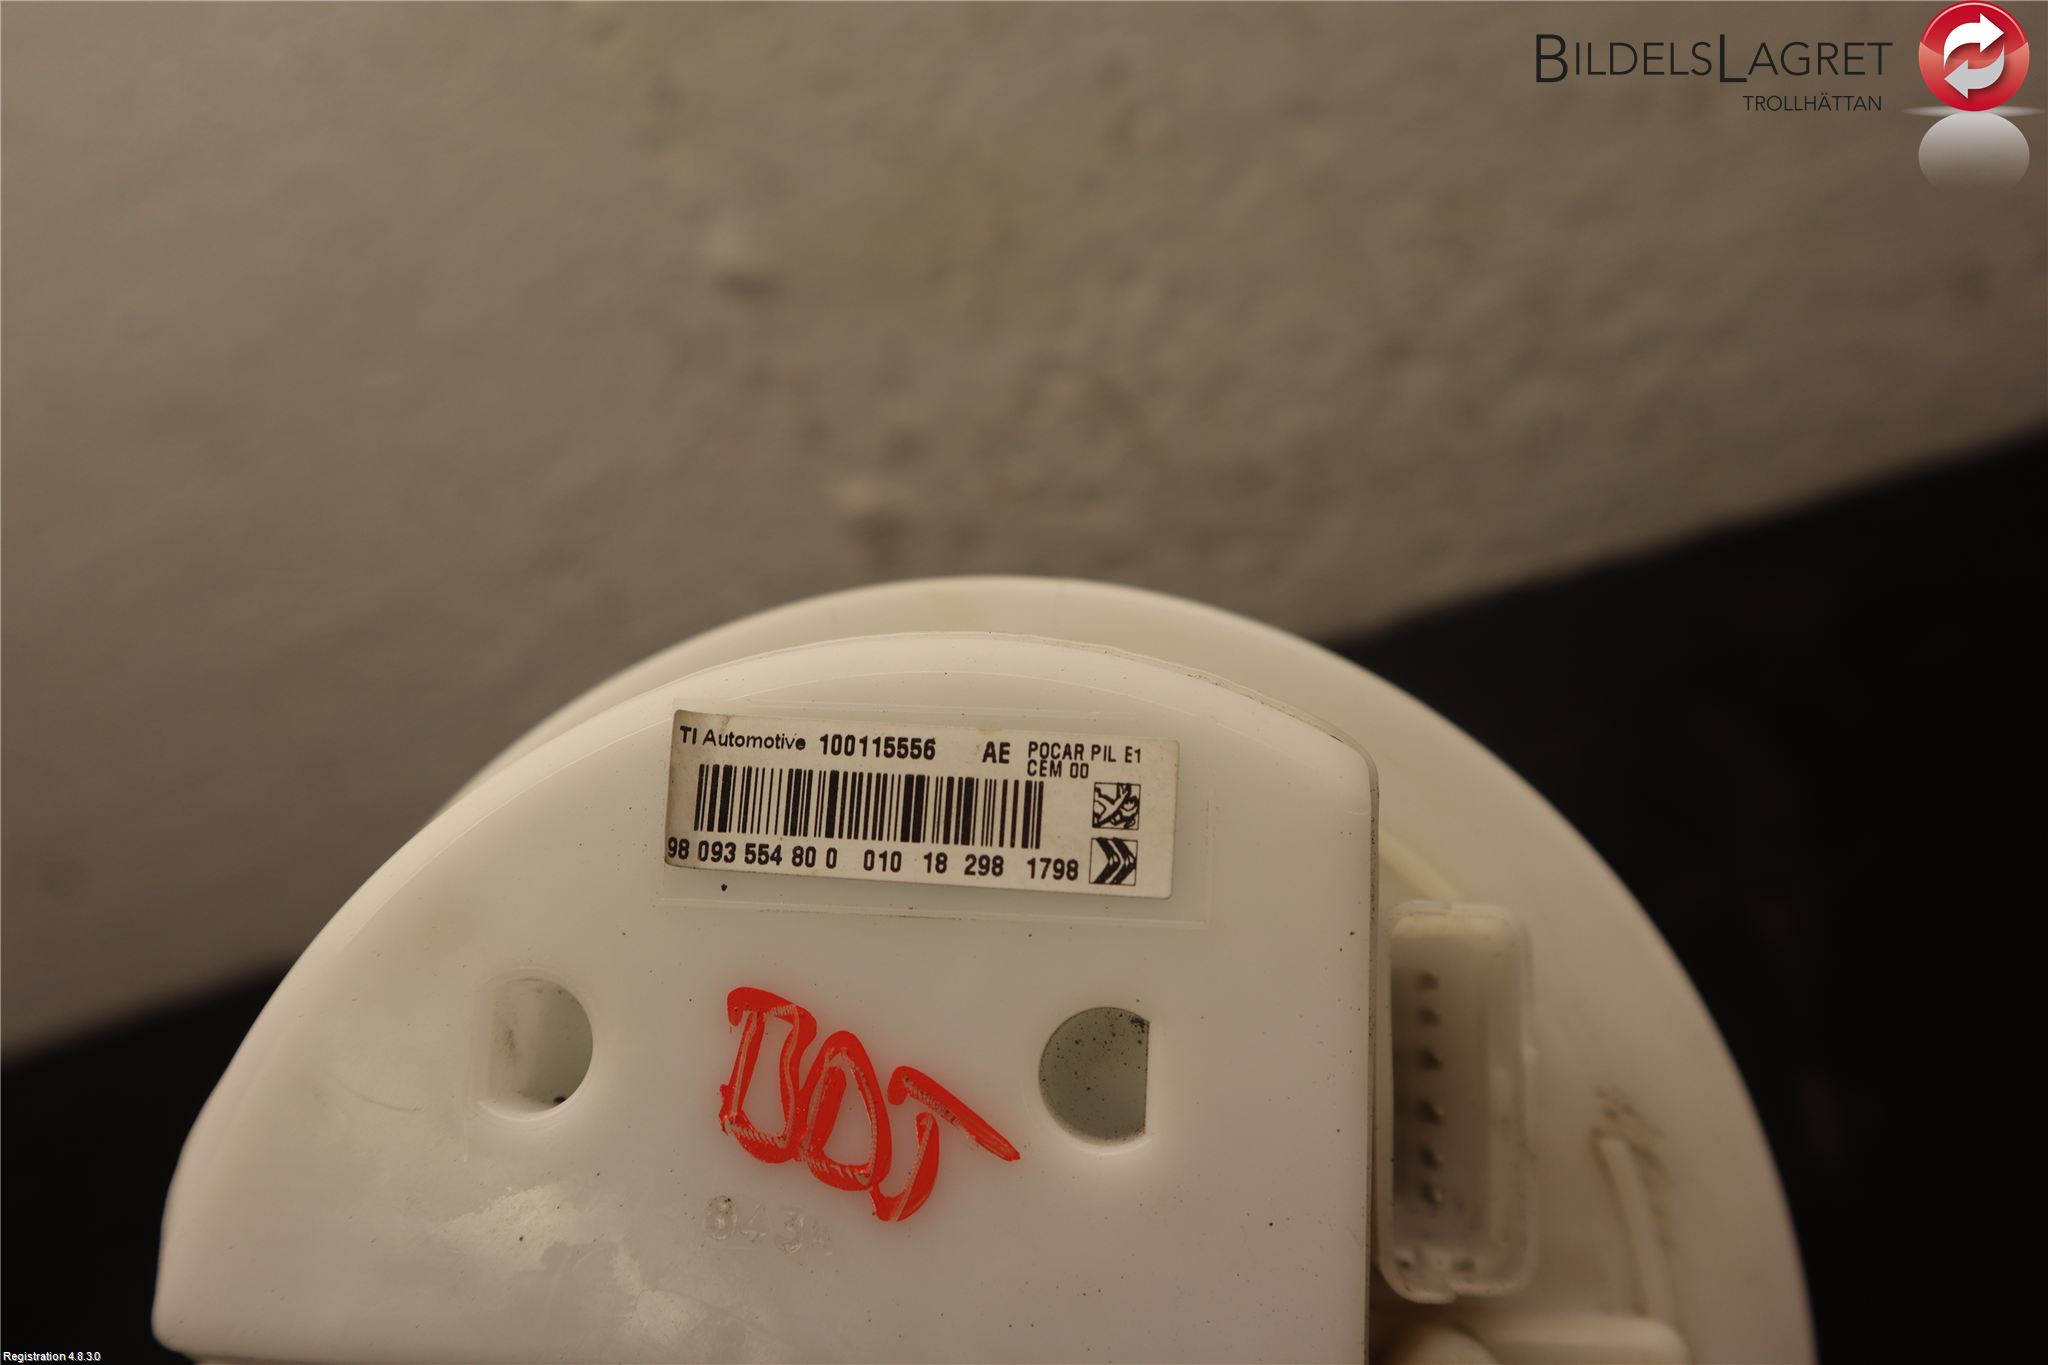 BILDELSLAGRET
TROLLHÄTTAN
TI Automotive 100115556 AE POCAR PIL E1
CEM 00
98 093 554 80 0 010 18 298 1798
Registration 4.8.3.0